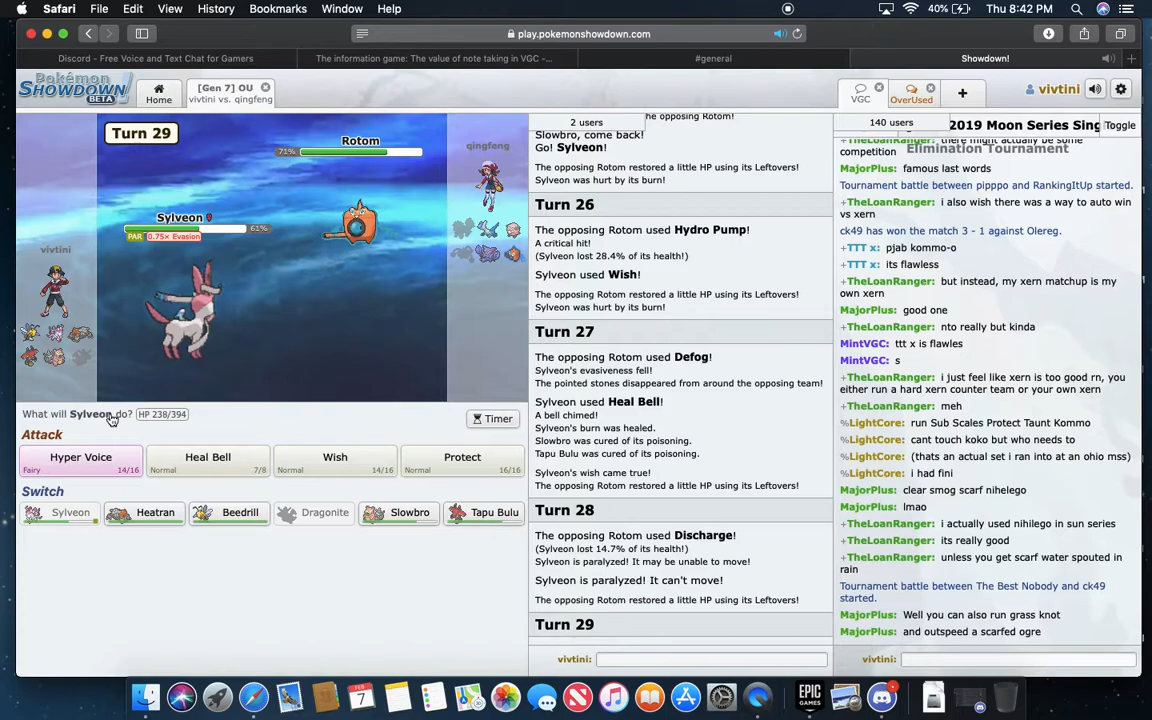 Safari File Edit View History Bookmarks Window Help 40% Thu 8:42 PM
play.pokemonshowdown.com
Discord - Free Voice and Text Chat for Gamers
The information game: The value of note taking in VGC -...
#general
Showdown!
Pokémon
SHOWDOWN
BETA
Home
[Gen 7] OU
vivtini vs. qingfeng
VGC
OverUsed
vivtini
Turn 29
Rotom
71%
Sylveon
61%
PAR 0.75× Evasion
vivtini
qingfeng
What will Sylveon do? HP 238/394
Timer
Attack
Hyper Voice
Fairy 14/16
Heal Bell
Normal 7/8
Wish
Normal 14/16
Protect
Normal 16/16
Switch
Sylveon
Heatran
Beedrill
Dragonite
Slowbro
Tapu Bulu
2 users
Slowbro, come back!
Go! Sylveon!
The opposing Rotom restored a little HP using its Leftovers!
Sylveon was hurt by its burn!
Turn 26
The opposing Rotom used Hydro Pump!
A critical hit!
(Sylveon lost 28.4% of its health!)
Sylveon used Wish!
The opposing Rotom restored a little HP using its Leftovers!
Sylveon was hurt by its burn!
Turn 27
The opposing Rotom used Defog!
Sylveon's evasiveness fell!
The pointed stones disappeared from around the opposing team!
Sylveon used Heal Bell!
A bell chimed!
Sylveon's burn was healed.
Slowbro was cured of its poisoning.
Tapu Bulu was cured of its poisoning.
Sylveon's wish came true!
The opposing Rotom restored a little HP using its Leftovers!
Turn 28
The opposing Rotom used Discharge!
(Sylveon lost 14.7% of its health!)
Sylveon is paralyzed! It may be unable to move!
Sylveon is paralyzed! It can't move!
The opposing Rotom restored a little HP using its Leftovers!
Turn 29
vivtini:
140 users
2019 Moon Series Sing
Toggle
Elimination Tournament
competition
MajorPlus: famous last words
Tournament battle between pipppo and RankingItUp started.
+TheLoanRanger: i also wish there was a way to auto win
vs xern
ck49 has won the match 3 - 1 against Olereg.
+TTT x: pjab kommo-o
+TTT x: its flawless
+TheLoanRanger: but instead, my xern matchup is my
own xern
MajorPlus: good one
+TheLoanRanger: nto really but kinda
MintVGC: ttt x is flawles
MintVGC: s
+TheLoanRanger: i just feel like xern is too good rn, you
either run a hard xern counter team or your own xern
+TheLoanRanger: meh
%LightCore: run Sub Scales Protect Taunt Kommo
%LightCore: cant touch koko but who needs to
%LightCore: (thats an actual set i ran into at an ohio mss)
%LightCore: i had fini
MajorPlus: clear smog scarf nihelego
MajorPlus: lmao
+TheLoanRanger: i actually used nihilego in sun series
+TheLoanRanger: its really good
+TheLoanRanger: unless you get scarf water spouted in
rain
Tournament battle between The Best Nobody and ck49
started.
MajorPlus: Well you can also run grass knot
MajorPlus: and outspeed a scarfed ogre
vivtini:
FEB
7
EPIC
GAMES